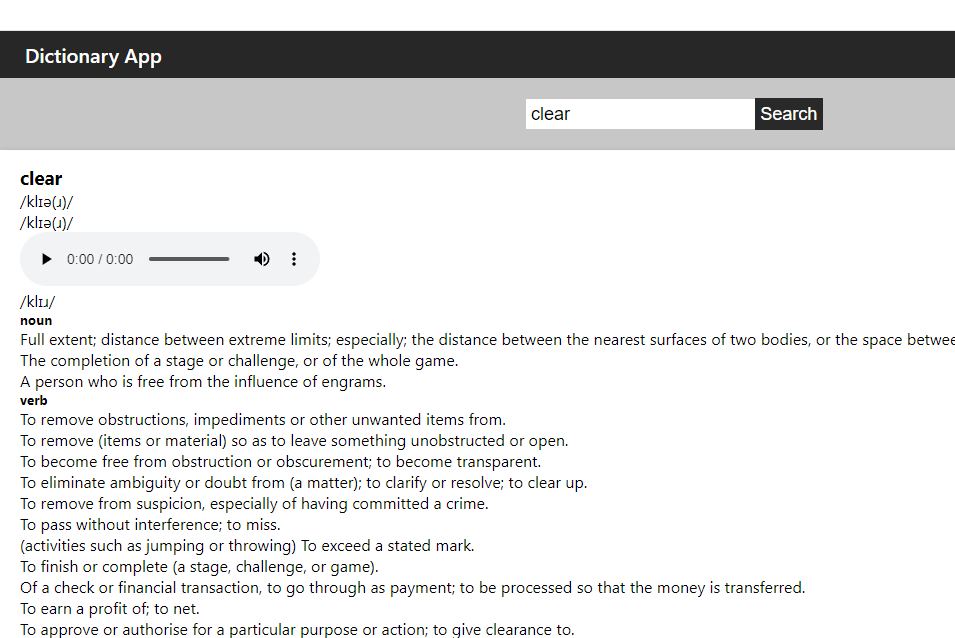 Dictionary App
clear Search
clear
/klɪə(ɹ)/
/klɪə(ɹ)/
0:00 / 0:00
/klɪɹ/
noun
Full extent; distance between extreme limits; especially; the distance between the nearest surfaces of two bodies, or the space
The completion of a stage or challenge, or of the whole game.
A person who is free from the influence of engrams.
verb
To remove obstructions, impediments or other unwanted items from.
To remove (items or material) so as to leave something unobstructed or open.
To become free from obstruction or obscurement; to become transparent.
To eliminate ambiguity or doubt from (a matter); to clarify or resolve; to clear up.
To remove from suspicion, especially of having committed a crime.
To pass without interference; to miss.
(activities such as jumping or throwing) To exceed a stated mark.
To finish or complete (a stage, challenge, or game).
Of a check or financial transaction, to go through as payment; to be processed so that the money is transferred.
To earn a profit of; to net.
To approve or authorise for a particular purpose or action; to give clearance to.